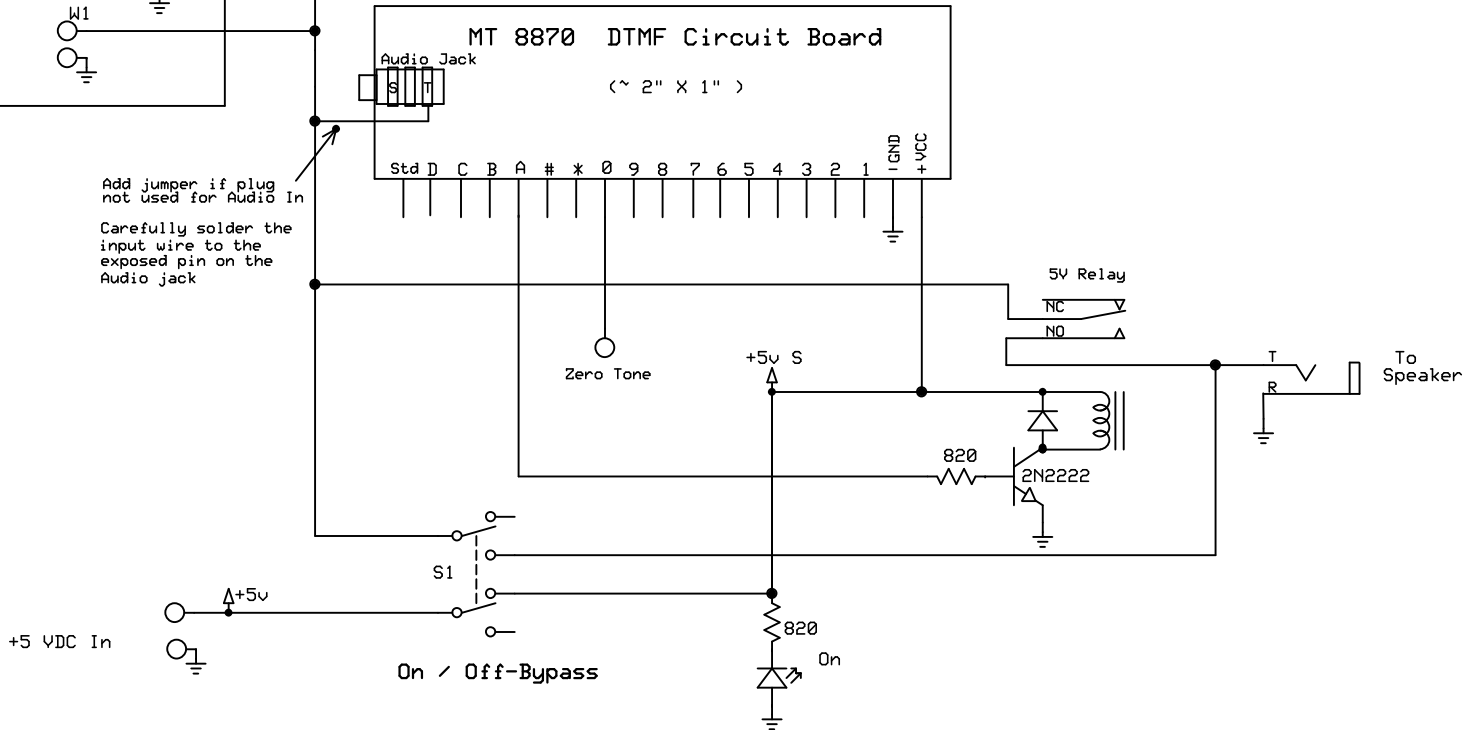 W1
MT 8870 DTMF Circuit Board
Audio Jack
S T
(~ 2" X 1" )
Std D C B A # * 0 9 8 7 6 5 4 3 2 1 -GND +VCC
Add jumper if plug
not used for Audio In
Carefully solder the
input wire to the
exposed pin on the
Audio jack
5V Relay
NC
NO
Zero Tone
+5v S
T
To
Speaker
R
820
2N2222
S1
+5v
820
+5 VDC In
On
On / Off-Bypass